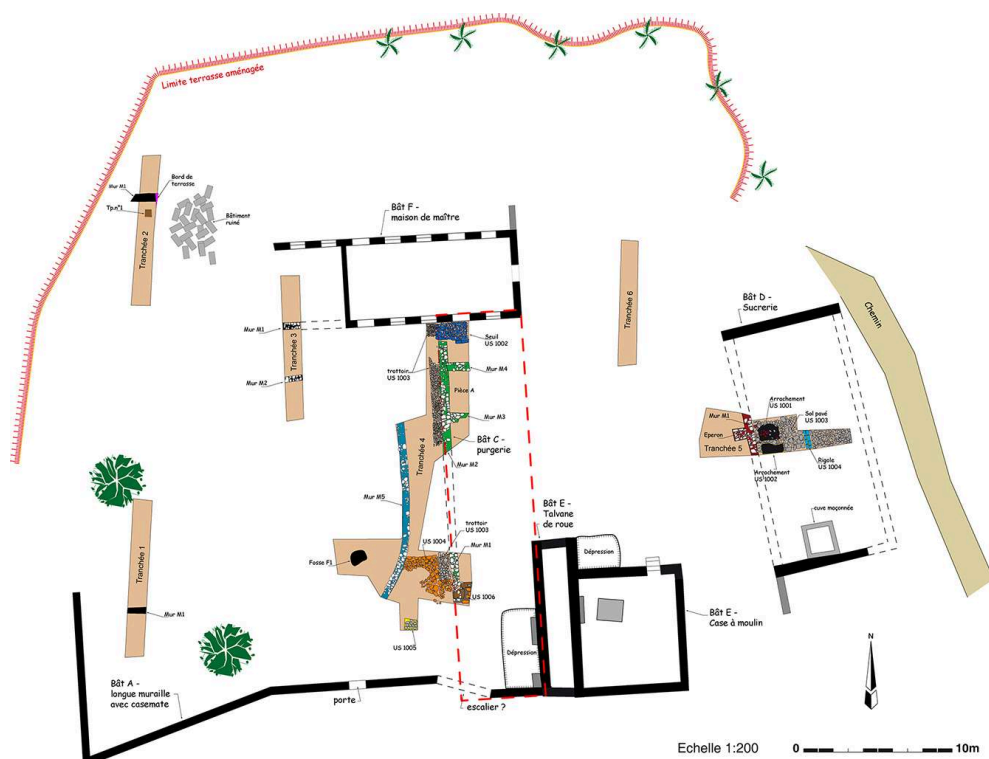 Limite terrasse aménagée
Mur M1
Bord de
terrasse
Tp.n°1
Tranchée 2
Bâtiment
ruiné
Bât F -
maison de maître
Tranchée 6
Bât D -
Sucrerie
Chemin
Mur M1
Tranchée 3
Mur M2
Seuil
US 1002
trottoir
US 1003
Mur M4
Pièce A
Mur M3
Bât C -
purgerie
Mur M2
Tranchée 4
Mur M5
Mur M1
Arrachement
US 1001
Sol pavé
US 1003
Eperon
Tranchée 5
Arrachement
US 1002
Rigole
US 1004
cuve maçonnée
Bât E -
Talvane
de roue
trottoir
US 1003
US 1004
Mur M1
Fosse F1
US 1006
US 1005
Dépression
Dépression
Bât E -
Case à moulin
Tranchée 1
Mur M1
Bât A -
longue muraille
avec casemate
porte
escalier ?
N
Echelle 1:200
0
10m